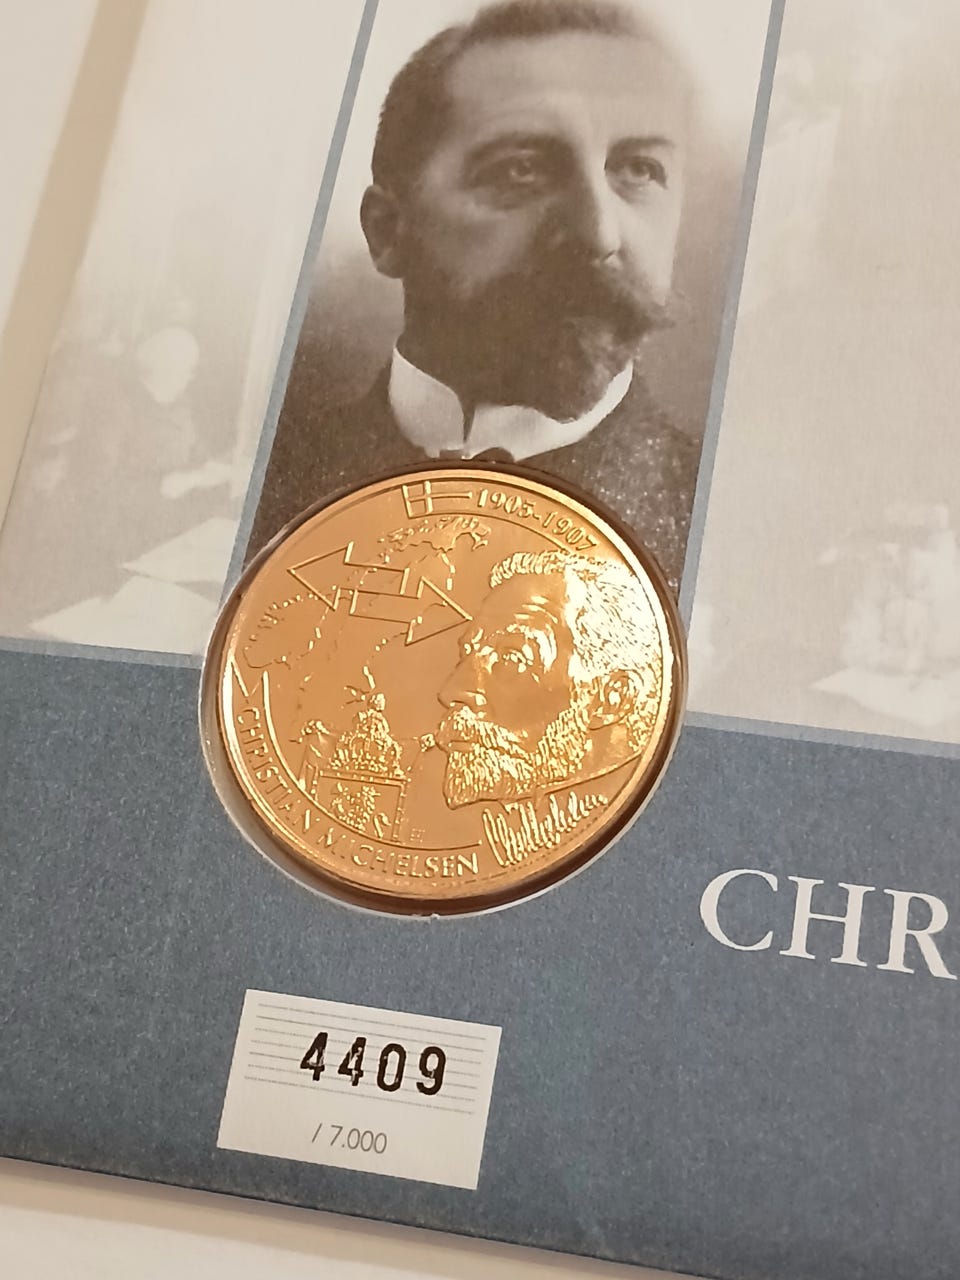 1905-1907
CHRISTIAN MICHELSEN
CHR
4409
/ 7.000